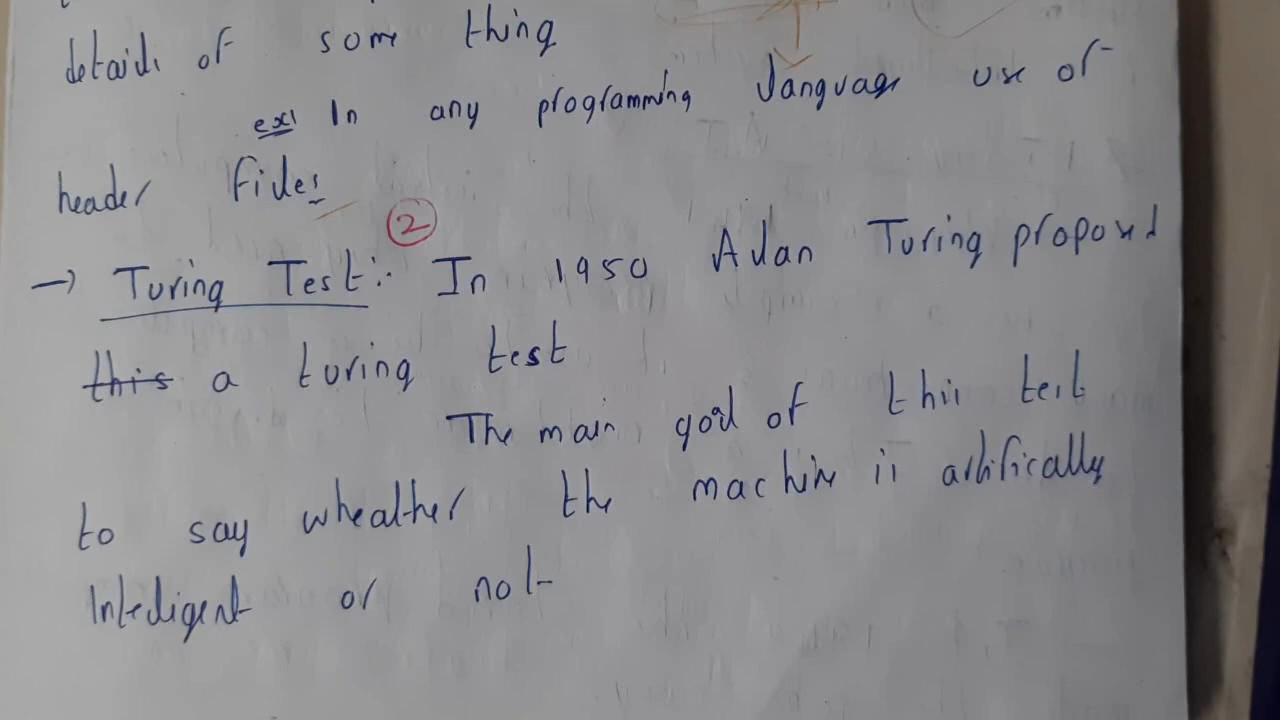 details of some thing
ex:- In any programming language use of
header files
②
→ Turing Test:- In 1950 Alan Turing proposed
this a turing test
The main goal of this test
to say whealther the machine is artifically
Intelligent or not